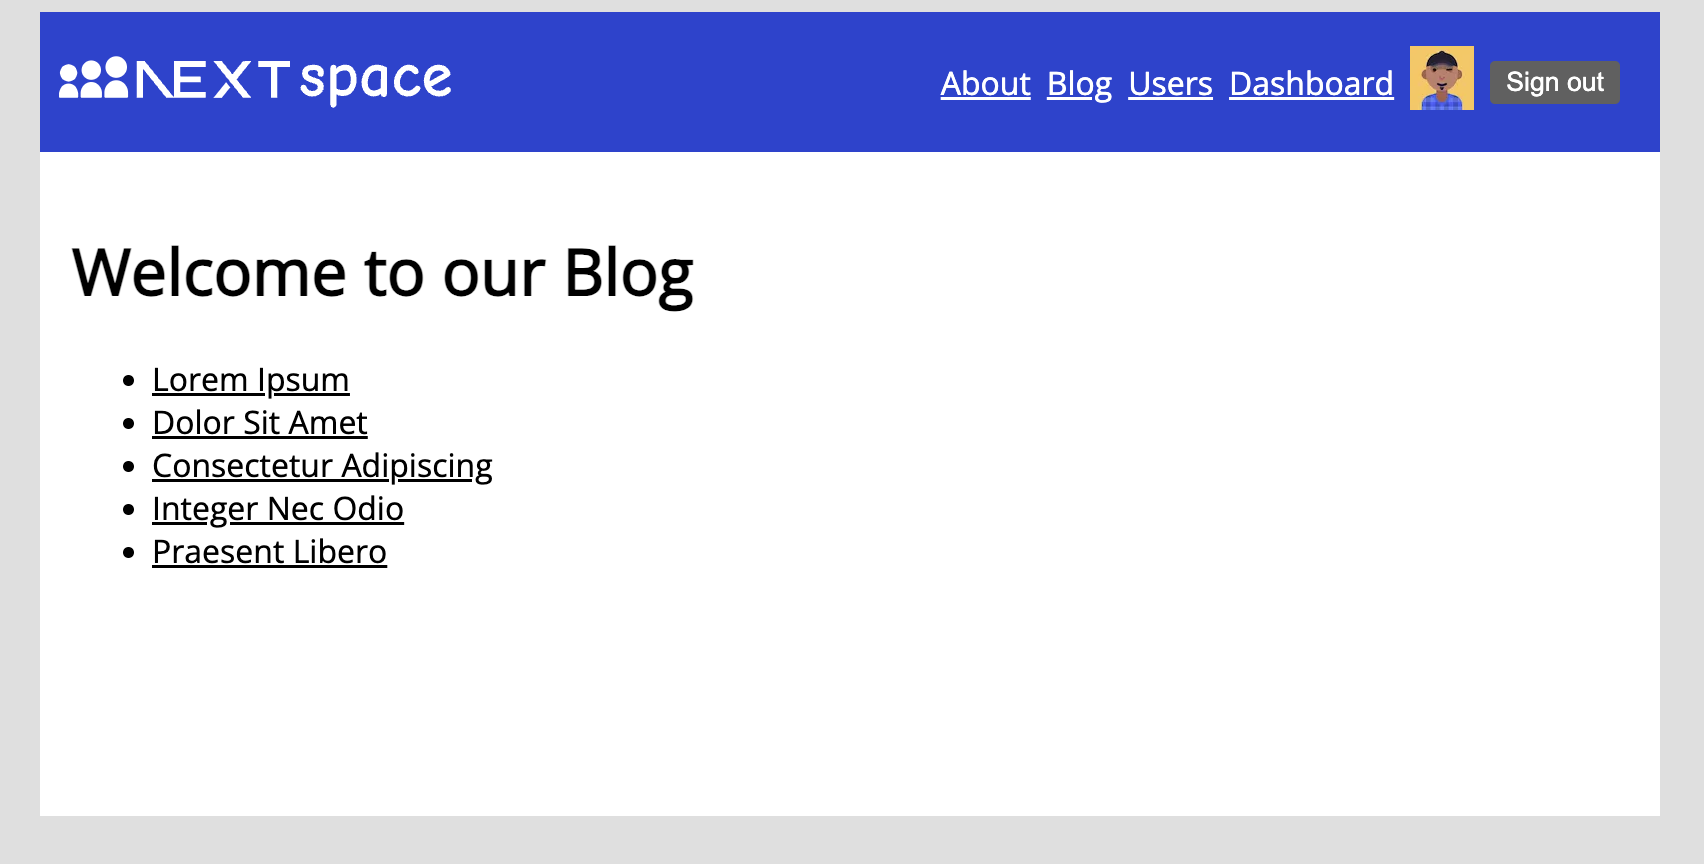 NEXT space
About Blog Users Dashboard Sign out
Welcome to our Blog
Lorem Ipsum
Dolor Sit Amet
Consectetur Adipiscing
Integer Nec Odio
Praesent Libero